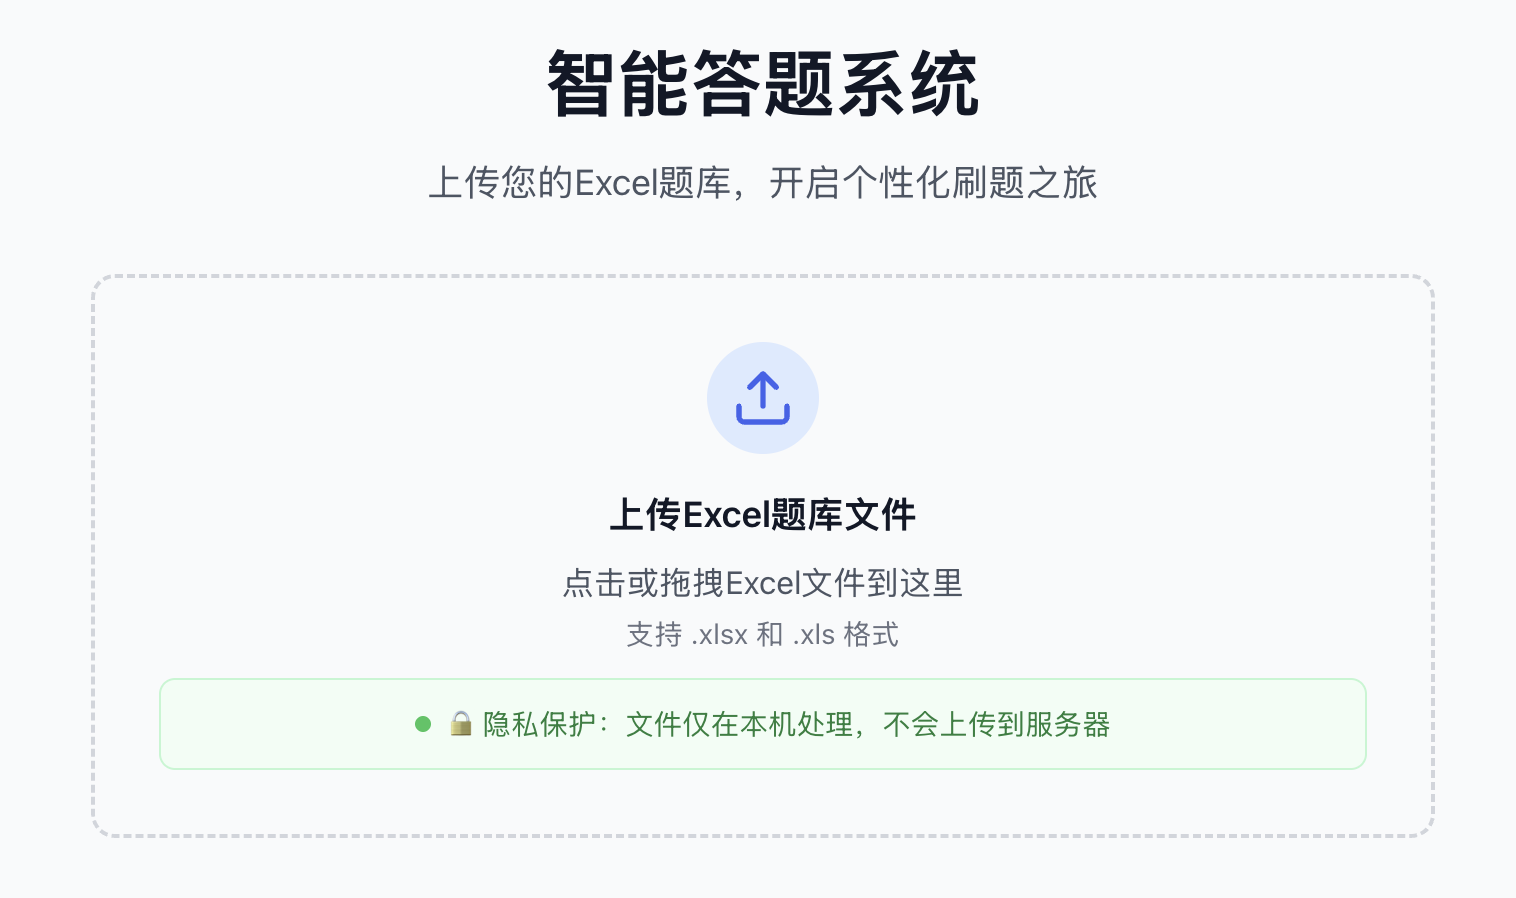 智能答题系统
上传您的Excel题库，开启个性化刷题之旅
上传Excel题库文件
点击或拖拽Excel文件到这里
支持 .xlsx 和 .xls 格式
🔒 隐私保护：文件仅在本机处理，不会上传到服务器